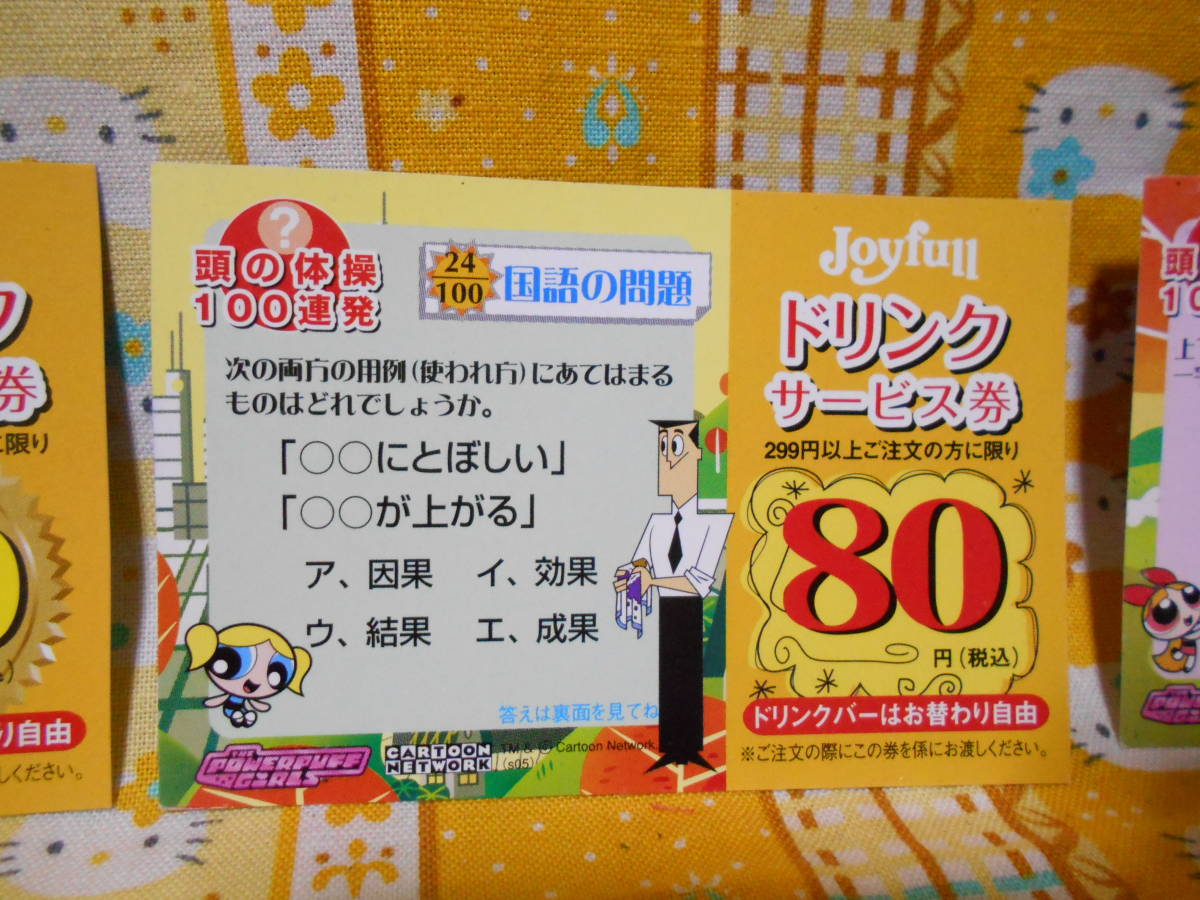 ク
券
に限り
り自由
しください。
?
頭の体操
100連発
24
100
国語の問題
次の両方の用例(使われ方)にあてはまる
ものはどれでしょうか。
「○○にとぼしい」
「○○が上がる」
ア、因果 イ、効果
ウ、結果 エ、成果
答えは裏面を見てね
THE
POWERPUFF
GIRLS
CARTOON
NETWORK
TM & © Cartoon Network.
(s05)
Joyfull
ドリンク
サービス券
299円以上ご注文の方に限り
80
円(税込)
ドリンクバーはお替わり自由
※ご注文の際にこの券を係にお渡しください。
頭の
100